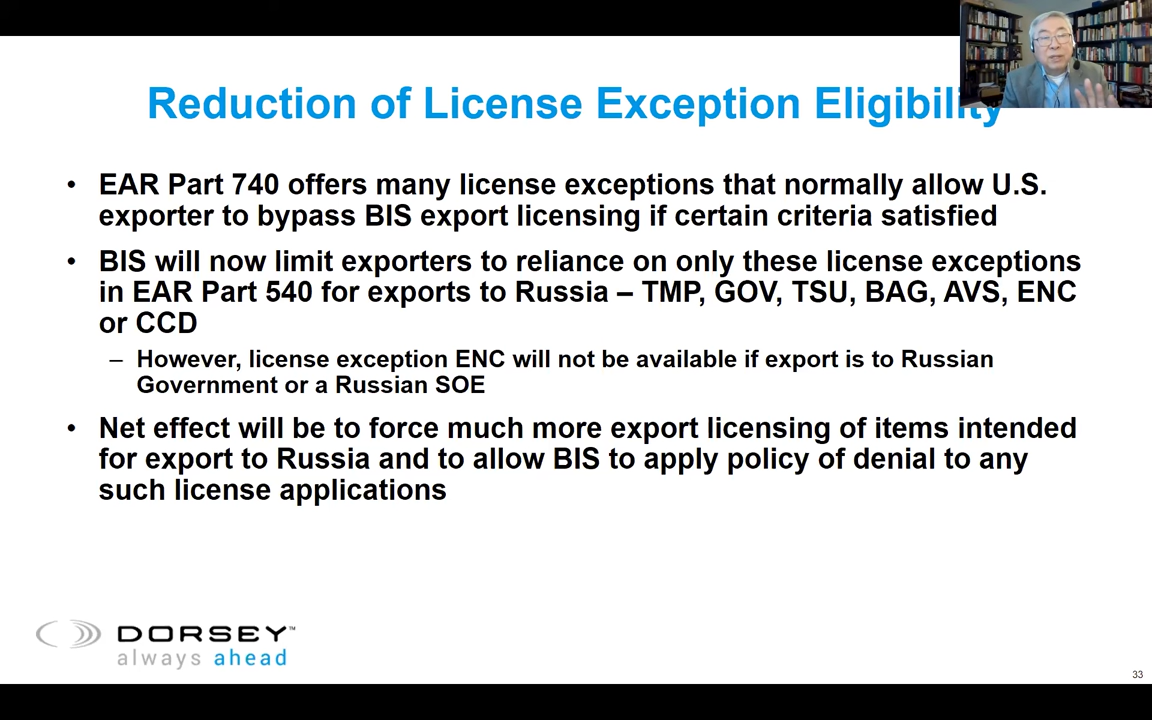 Reduction of License Exception Eligibility
• EAR Part 740 offers many license exceptions that normally allow U.S.
exporter to bypass BIS export licensing if certain criteria satisfied
• BIS will now limit exporters to reliance on only these license exceptions
in EAR Part 540 for exports to Russia – TMP, GOV, TSU, BAG, AVS, ENC
or CCD
– However, license exception ENC will not be available if export is to Russian
Government or a Russian SOE
• Net effect will be to force much more export licensing of items intended
for export to Russia and to allow BIS to apply policy of denial to any
such license applications
DORSEY™
always ahead
33